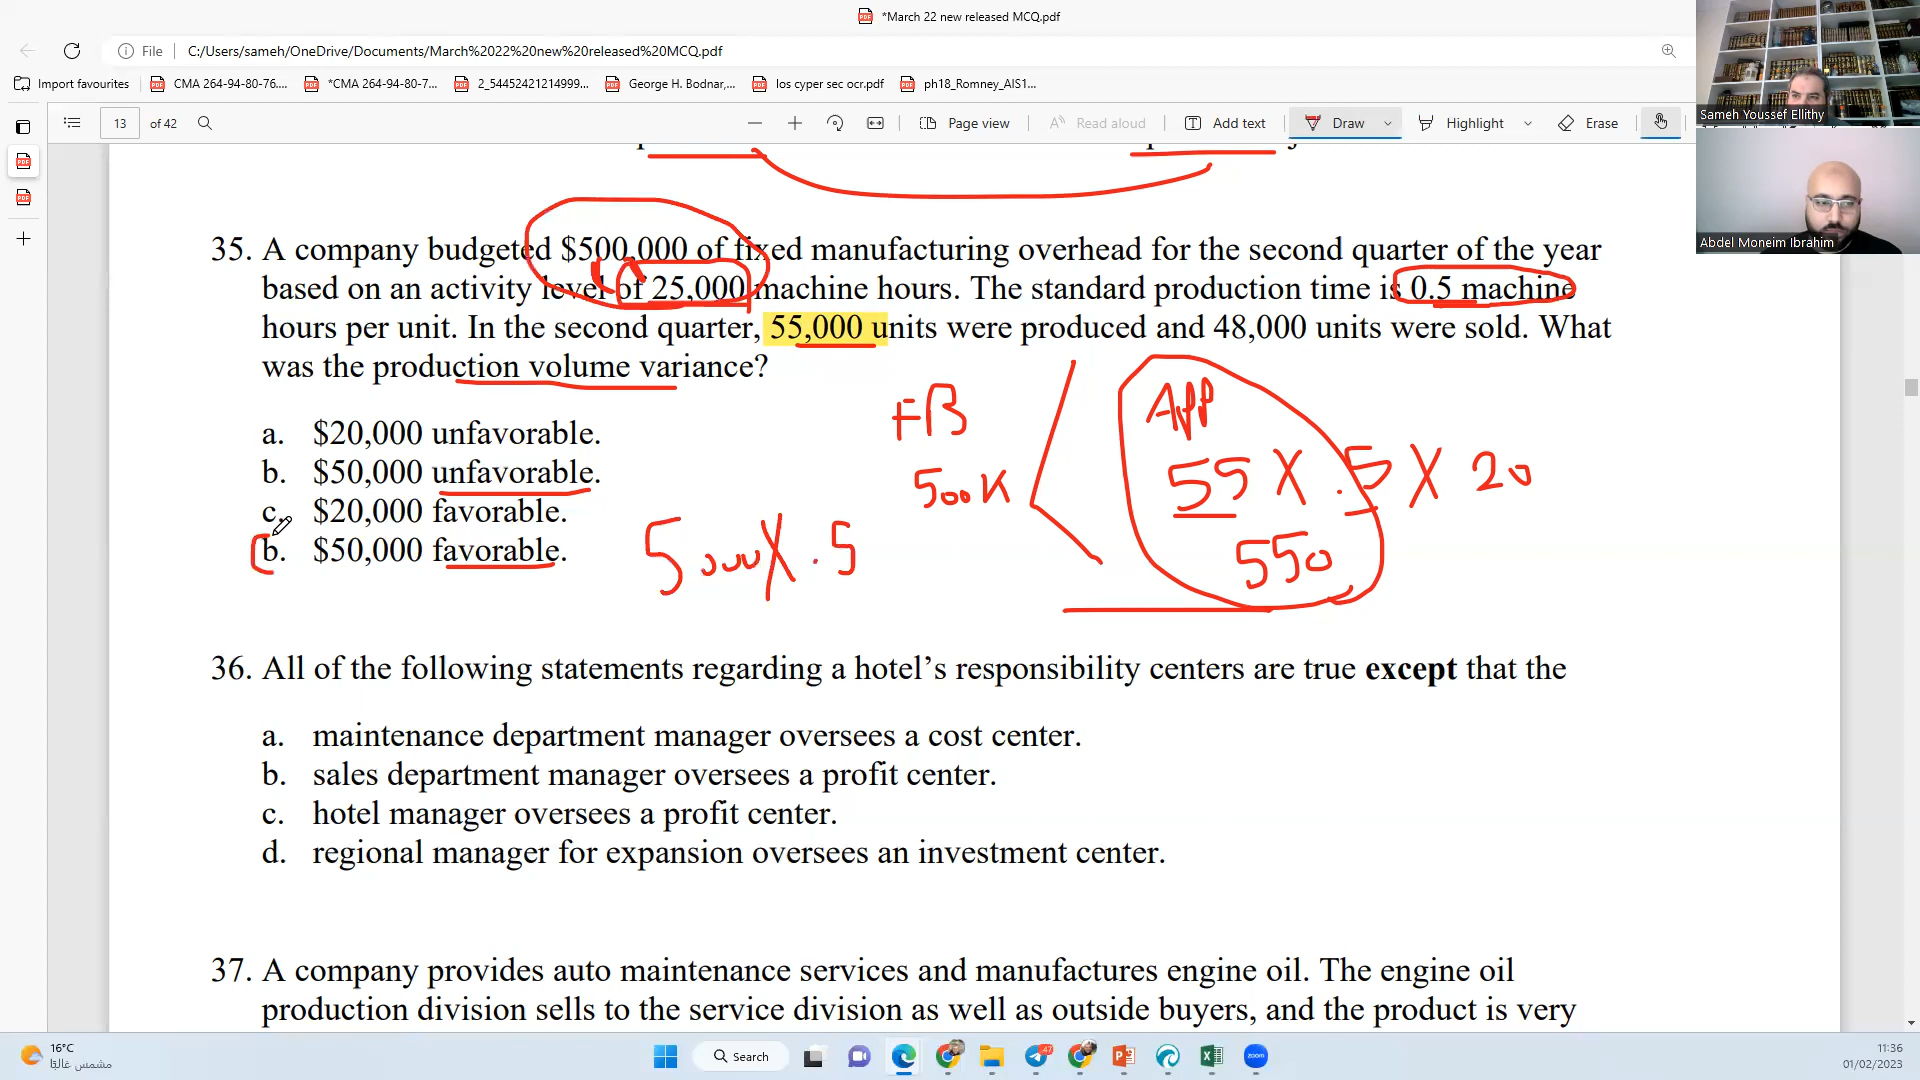 *March 22 new released MCQ.pdf
File C:/Users/sameh/OneDrive/Documents/March%2022%20new%20released%20MCQ.pdf
Import favourites CMA 264-94-80-76.... *CMA 264-94-80-7... 2_54452421214999... George H. Bodnar,... los cyper sec ocr.pdf ph18_Romney_AIS1...
13 of 42 Page view Read aloud Add text Draw Highlight Erase
Sameh Youssef Ellithy
Abdel Moneim Ibrahim
35. A company budgeted $500,000 of fixed manufacturing overhead for the second quarter of the year
based on an activity level of 25,000 machine hours. The standard production time is 0.5 machine
hours per unit. In the second quarter, 55,000 units were produced and 48,000 units were sold. What
was the production volume variance?
a. $20,000 unfavorable.
b. $50,000 unfavorable.
c. $20,000 favorable.
b. $50,000 favorable.
FB
500K
APP
55 X .5 X 20
550
5000 X .5
36. All of the following statements regarding a hotel’s responsibility centers are true except that the
a. maintenance department manager oversees a cost center.
b. sales department manager oversees a profit center.
c. hotel manager oversees a profit center.
d. regional manager for expansion oversees an investment center.
37. A company provides auto maintenance services and manufactures engine oil. The engine oil
production division sells to the service division as well as outside buyers, and the product is very
16°C
مشمس غالبًا
Search
47
zoom
11:36
01/02/2023